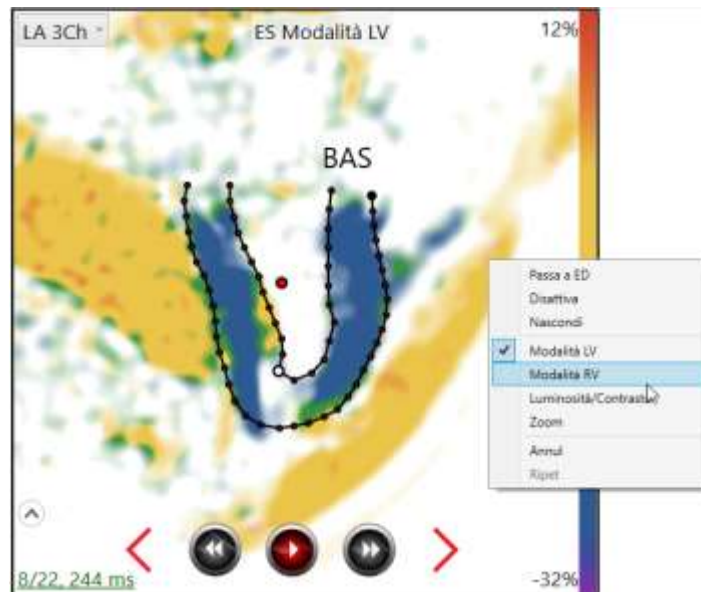 LA 3Ch
ES Modalità LV
12%
BAS
Passa a ED
Disattiva
Nascondi
Modalità LV
Modalità RV
Luminosità/Contrasto
Zoom
Annul
Ripet
8/22, 244 ms
-32%